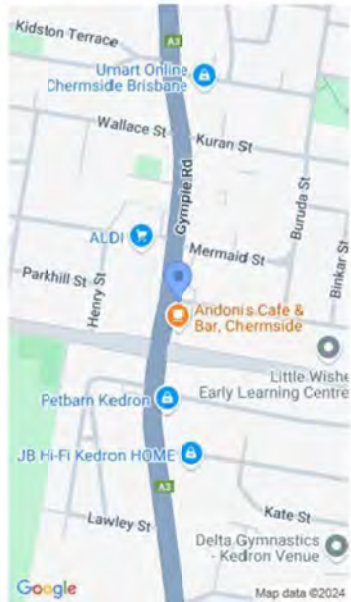 Kidston Terrace
A3
Umart Online
Chermside Brisbane
Wallace St
Kuran St
Gympie Rd
Buruda St
ALDI
Mermaid St
Binkar St
Parkhill St
Henry St
Andonis Cafe &
Bar, Chermside
Little Wishe
Early Learning Centre
Petbarn Kedron
JB Hi-Fi Kedron HOME
A3
Kate St
Lawley St
Delta Gymnastics
- Kedron Venue
Google
Map data ©2024